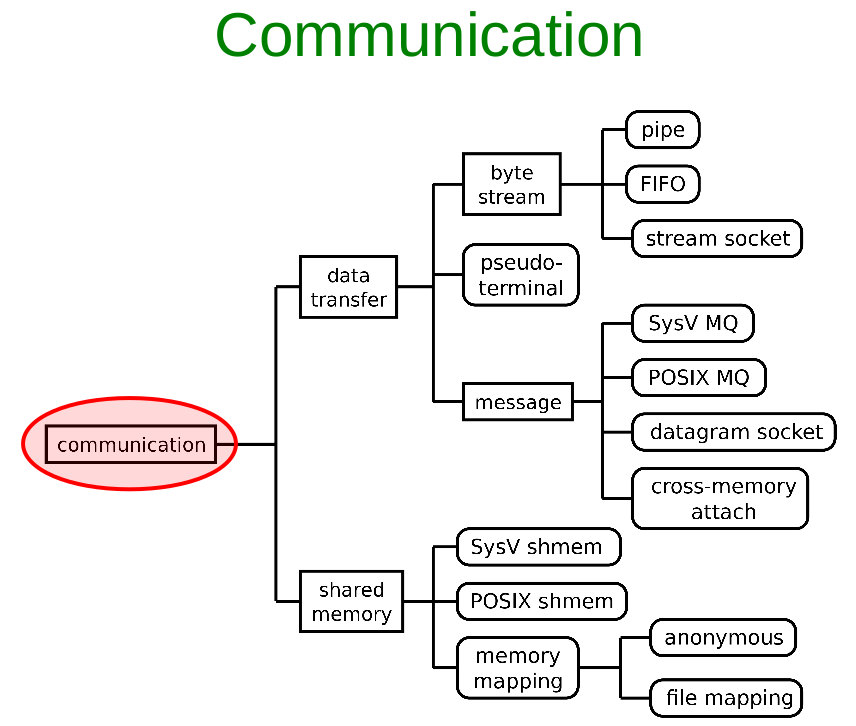 Communication
pipe
byte
stream
FIFO
stream socket
pseudo-
terminal
data
transfer
SysV MQ
POSIX MQ
message
datagram socket
communication
cross-memory
attach
SysV shmem
shared
memory
POSIX shmem
memory
mapping
anonymous
file mapping